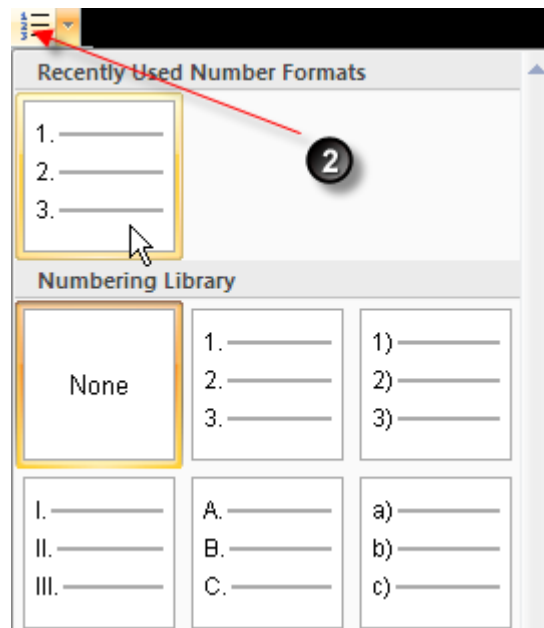 Recently Used Number Formats
1.
2.
3.
2
Numbering Library
None
1.
2.
3.
1)
2)
3)
I.
II.
III.
A.
B.
C.
a)
b)
c)